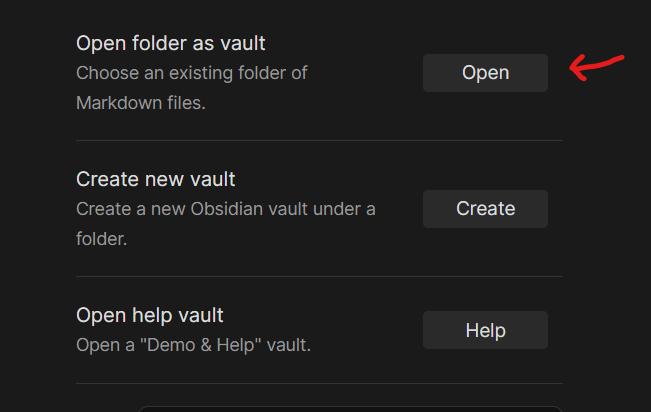 Open folder as vault
Choose an existing folder of
Markdown files.
Open
Create new vault
Create a new Obsidian vault under a
folder.
Create
Open help vault
Open a "Demo & Help" vault.
Help